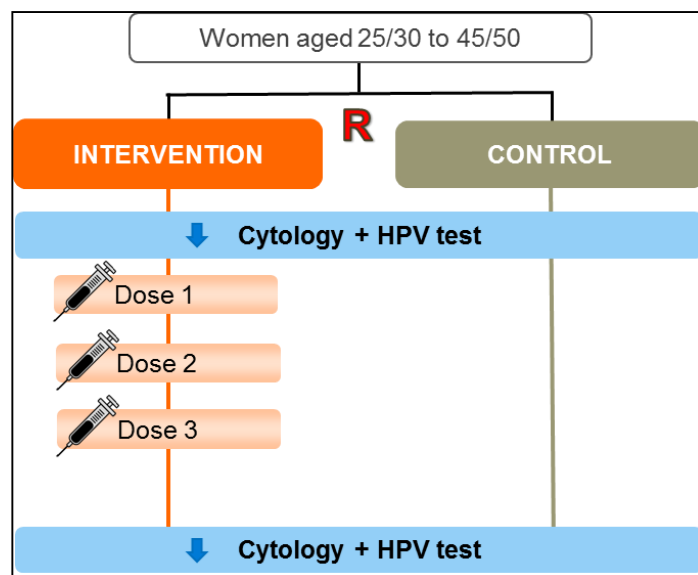 Women aged 25/30 to 45/50
R
INTERVENTION
CONTROL
Cytology + HPV test
Dose 1
Dose 2
Dose 3
Cytology + HPV test